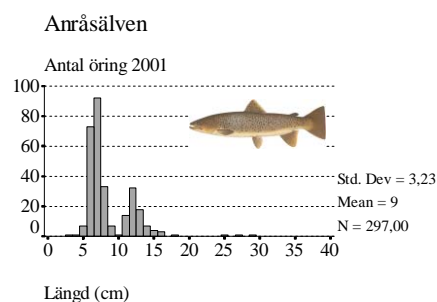 Anråsälven
Antal öring 2001
100
80
60
40
20
0
Std. Dev = 3,23
Mean = 9
N = 297,00
0 5 10 15 20 25 30 35 40
Längd (cm)